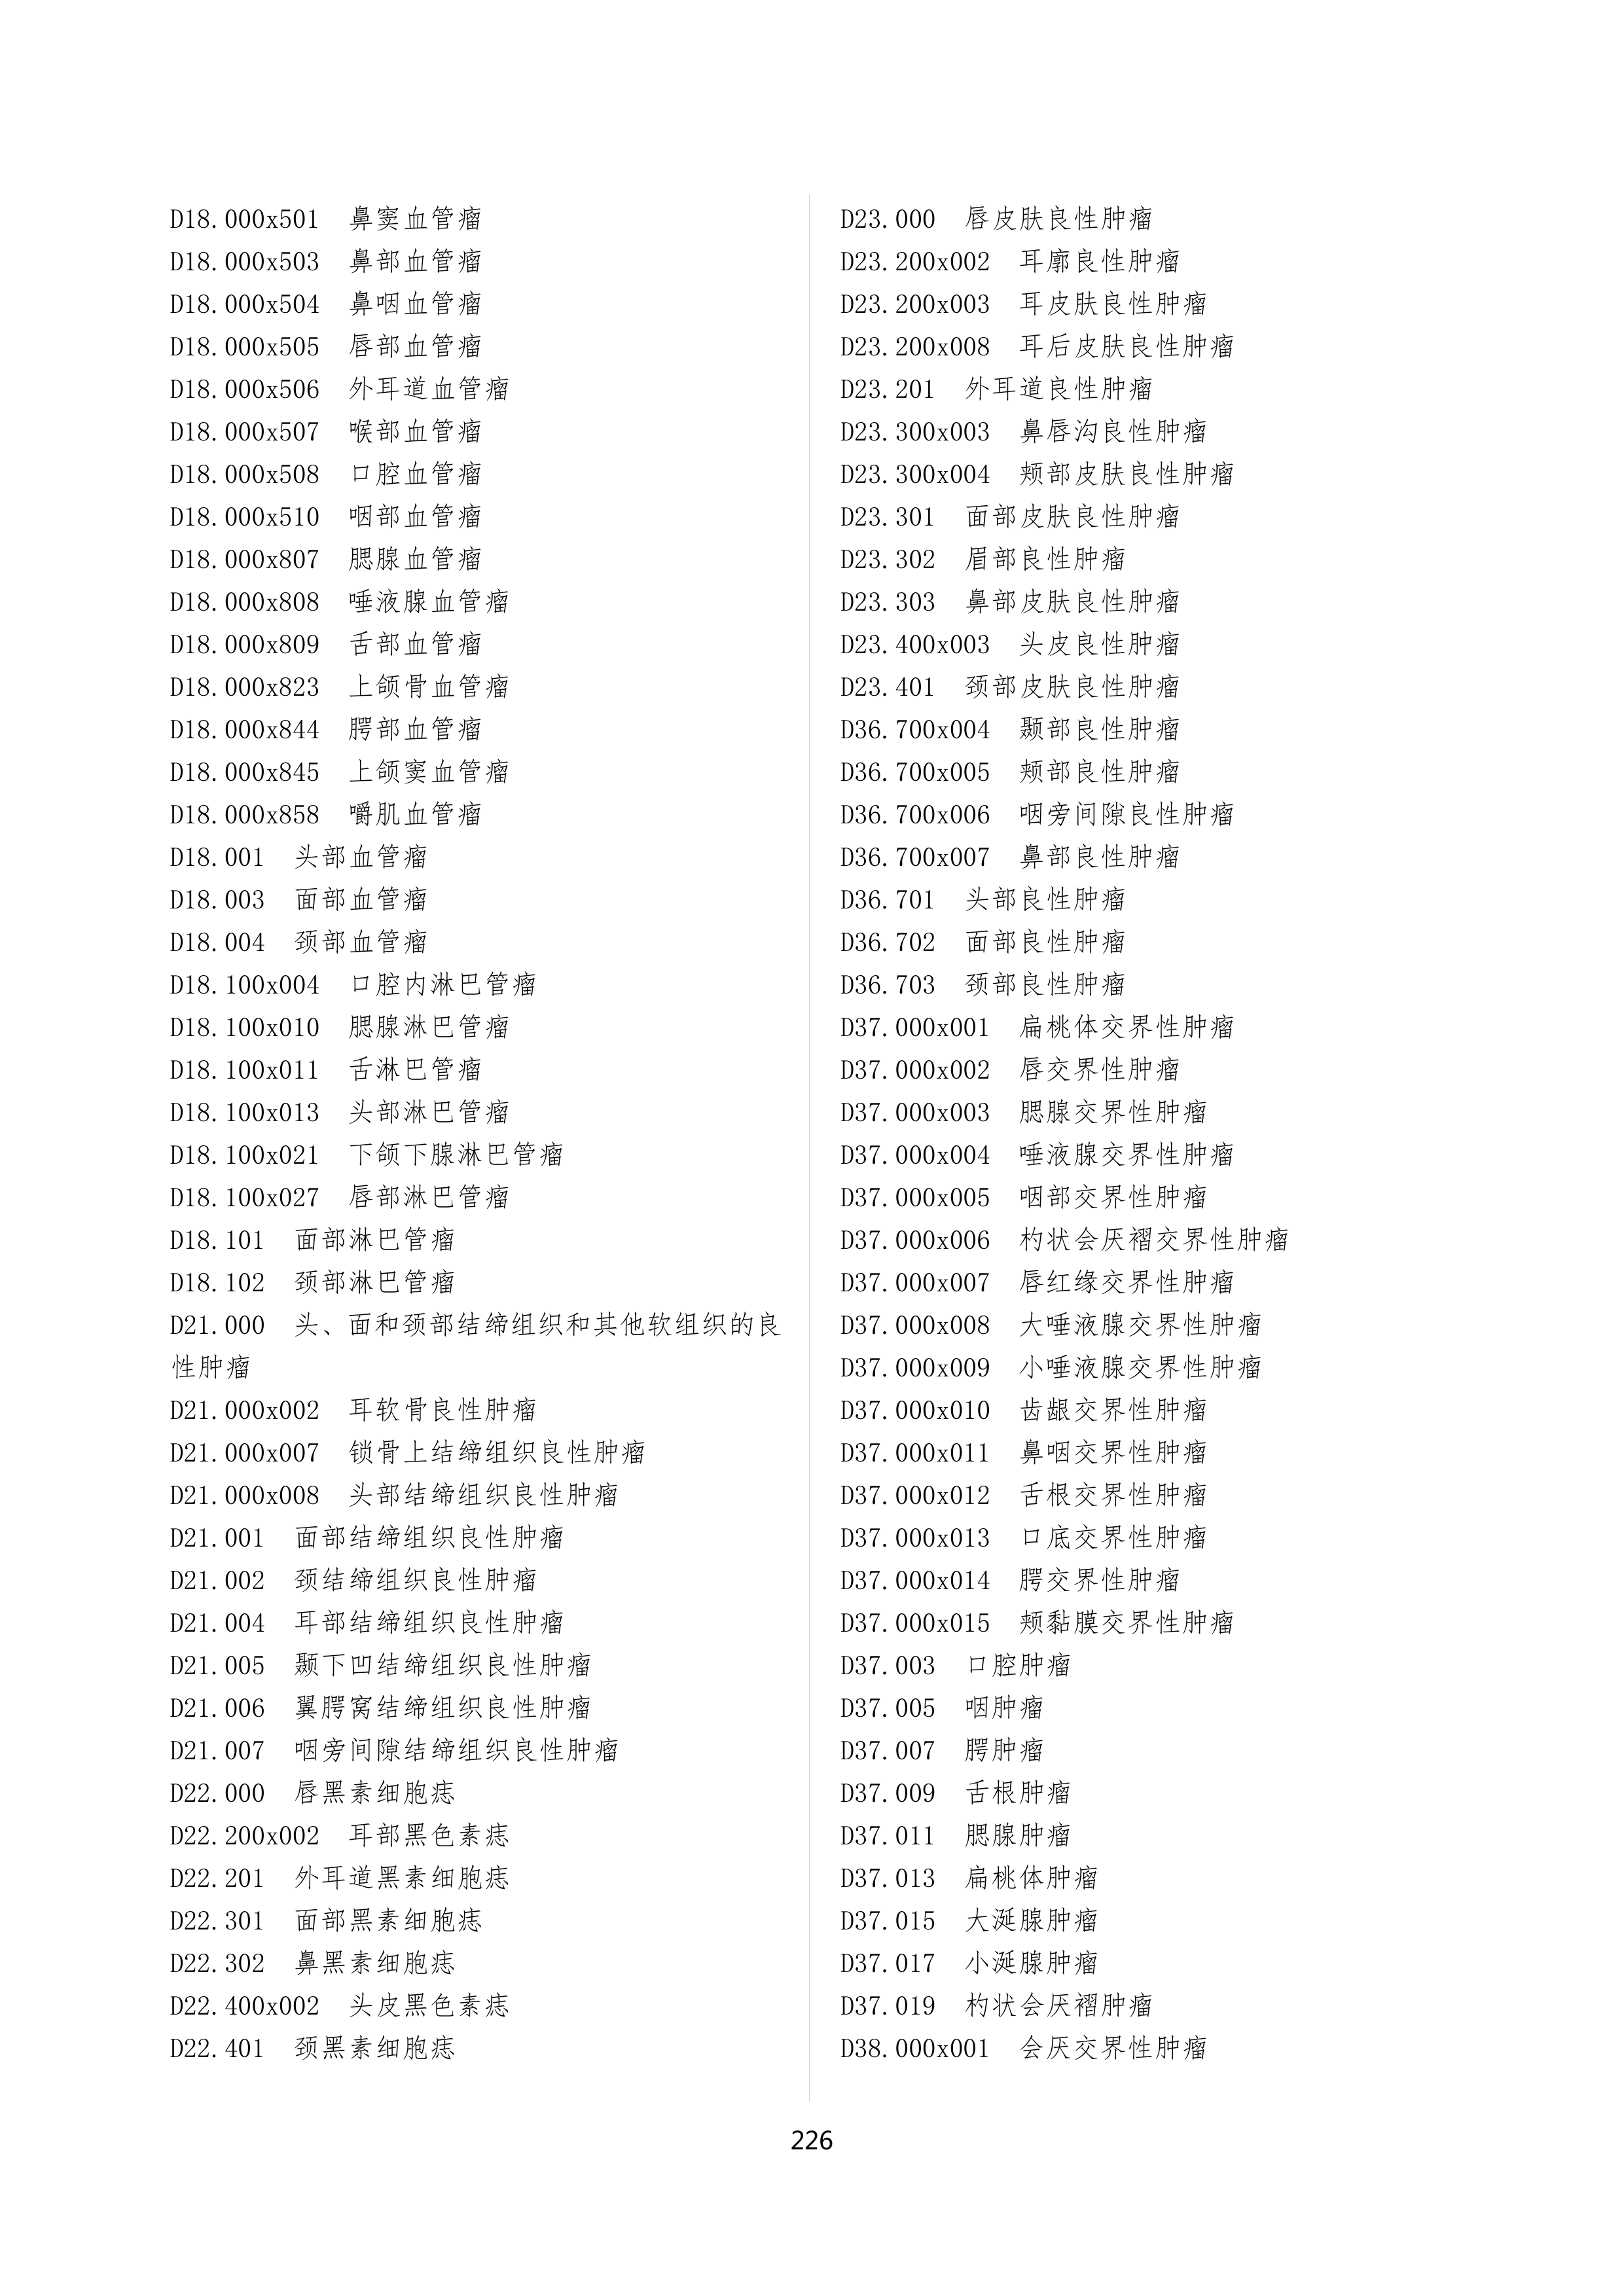 D18.000x501 鼻窦血管瘤
D18.000x503 鼻部血管瘤
D18.000x504 鼻咽血管瘤
D18.000x505 唇部血管瘤
D18.000x506 外耳道血管瘤
D18.000x507 喉部血管瘤
D18.000x508 口腔血管瘤
D18.000x510 咽部血管瘤
D18.000x807 腮腺血管瘤
D18.000x808 唾液腺血管瘤
D18.000x809 舌部血管瘤
D18.000x823 上颌骨血管瘤
D18.000x844 腭部血管瘤
D18.000x845 上颌窦血管瘤
D18.000x858 嚼肌血管瘤
D18.001 头部血管瘤
D18.003 面部血管瘤
D18.004 颈部血管瘤
D18.100x004 口腔内淋巴管瘤
D18.100x010 腮腺淋巴管瘤
D18.100x011 舌淋巴管瘤
D18.100x013 头部淋巴管瘤
D18.100x021 下颌下腺淋巴管瘤
D18.100x027 唇部淋巴管瘤
D18.101 面部淋巴管瘤
D18.102 颈部淋巴管瘤
D21.000 头、面和颈部结缔组织和其他软组织的良
性肿瘤
D21.000x002 耳软骨良性肿瘤
D21.000x007 锁骨上结缔组织良性肿瘤
D21.000x008 头部结缔组织良性肿瘤
D21.001 面部结缔组织良性肿瘤
D21.002 颈结缔组织良性肿瘤
D21.004 耳部结缔组织良性肿瘤
D21.005 颞下凹结缔组织良性肿瘤
D21.006 翼腭窝结缔组织良性肿瘤
D21.007 咽旁间隙结缔组织良性肿瘤
D22.000 唇黑素细胞痣
D22.200x002 耳部黑色素痣
D22.201 外耳道黑素细胞痣
D22.301 面部黑素细胞痣
D22.302 鼻黑素细胞痣
D22.400x002 头皮黑色素痣
D22.401 颈黑素细胞痣
D23.000 唇皮肤良性肿瘤
D23.200x002 耳廓良性肿瘤
D23.200x003 耳皮肤良性肿瘤
D23.200x008 耳后皮肤良性肿瘤
D23.201 外耳道良性肿瘤
D23.300x003 鼻唇沟良性肿瘤
D23.300x004 颊部皮肤良性肿瘤
D23.301 面部皮肤良性肿瘤
D23.302 眉部良性肿瘤
D23.303 鼻部皮肤良性肿瘤
D23.400x003 头皮良性肿瘤
D23.401 颈部皮肤良性肿瘤
D36.700x004 颞部良性肿瘤
D36.700x005 颊部良性肿瘤
D36.700x006 咽旁间隙良性肿瘤
D36.700x007 鼻部良性肿瘤
D36.701 头部良性肿瘤
D36.702 面部良性肿瘤
D36.703 颈部良性肿瘤
D37.000x001 扁桃体交界性肿瘤
D37.000x002 唇交界性肿瘤
D37.000x003 腮腺交界性肿瘤
D37.000x004 唾液腺交界性肿瘤
D37.000x005 咽部交界性肿瘤
D37.000x006 杓状会厌褶交界性肿瘤
D37.000x007 唇红缘交界性肿瘤
D37.000x008 大唾液腺交界性肿瘤
D37.000x009 小唾液腺交界性肿瘤
D37.000x010 齿龈交界性肿瘤
D37.000x011 鼻咽交界性肿瘤
D37.000x012 舌根交界性肿瘤
D37.000x013 口底交界性肿瘤
D37.000x014 腭交界性肿瘤
D37.000x015 颊黏膜交界性肿瘤
D37.003 口腔肿瘤
D37.005 咽肿瘤
D37.007 腭肿瘤
D37.009 舌根肿瘤
D37.011 腮腺肿瘤
D37.013 扁桃体肿瘤
D37.015 大涎腺肿瘤
D37.017 小涎腺肿瘤
D37.019 杓状会厌褶肿瘤
D38.000x001 会厌交界性肿瘤
226